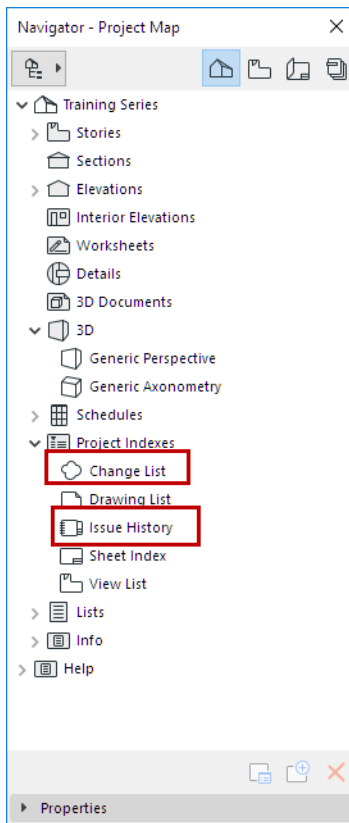 Navigator - Project Map
Training Series
Stories
Sections
Elevations
Interior Elevations
Worksheets
Details
3D Documents
3D
Generic Perspective
Generic Axonometry
Schedules
Project Indexes
Change List
Drawing List
Issue History
Sheet Index
View List
Lists
Info
Help
Properties